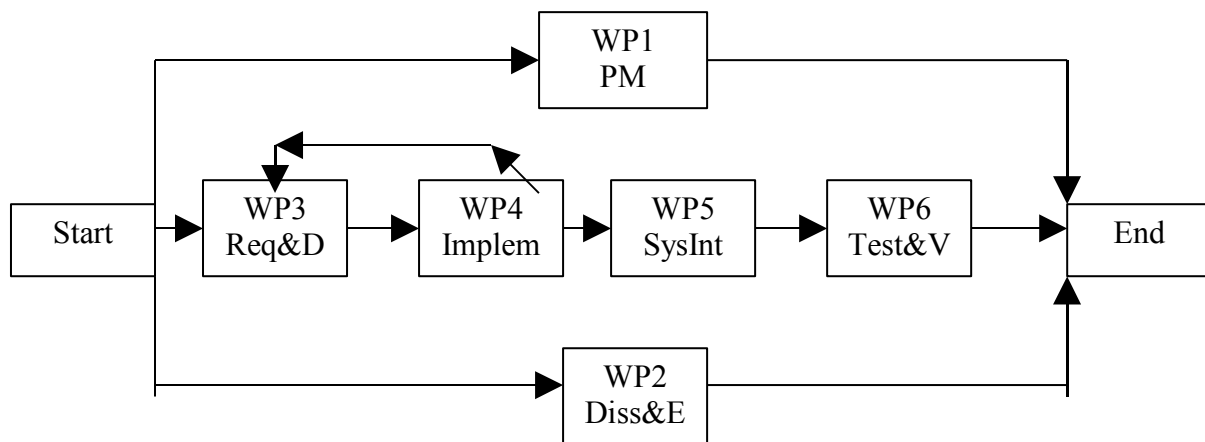 WP1
PM
Start
WP3
Req&D
WP4
Implem
WP5
SysInt
WP6
Test&V
End
WP2
Diss&E